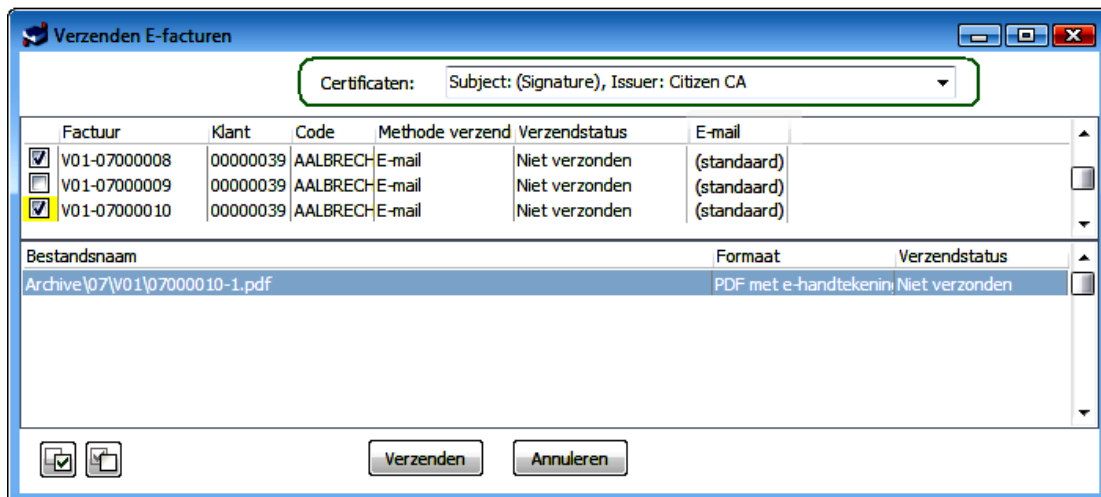 Verzenden E-facturen
Certificaten: Subject: (Signature), Issuer: Citizen CA
Factuur Klant Code Methode verzend Verzendstatus E-mail
V01-07000008 00000039 AALBRECH E-mail Niet verzonden (standaard)
V01-07000009 00000039 AALBRECH E-mail Niet verzonden (standaard)
V01-07000010 00000039 AALBRECH E-mail Niet verzonden (standaard)
Bestandsnaam Formaat Verzendstatus
Archive\07\V01\07000010-1.pdf PDF met e-handtekenin Niet verzonden
Verzenden Annuleren